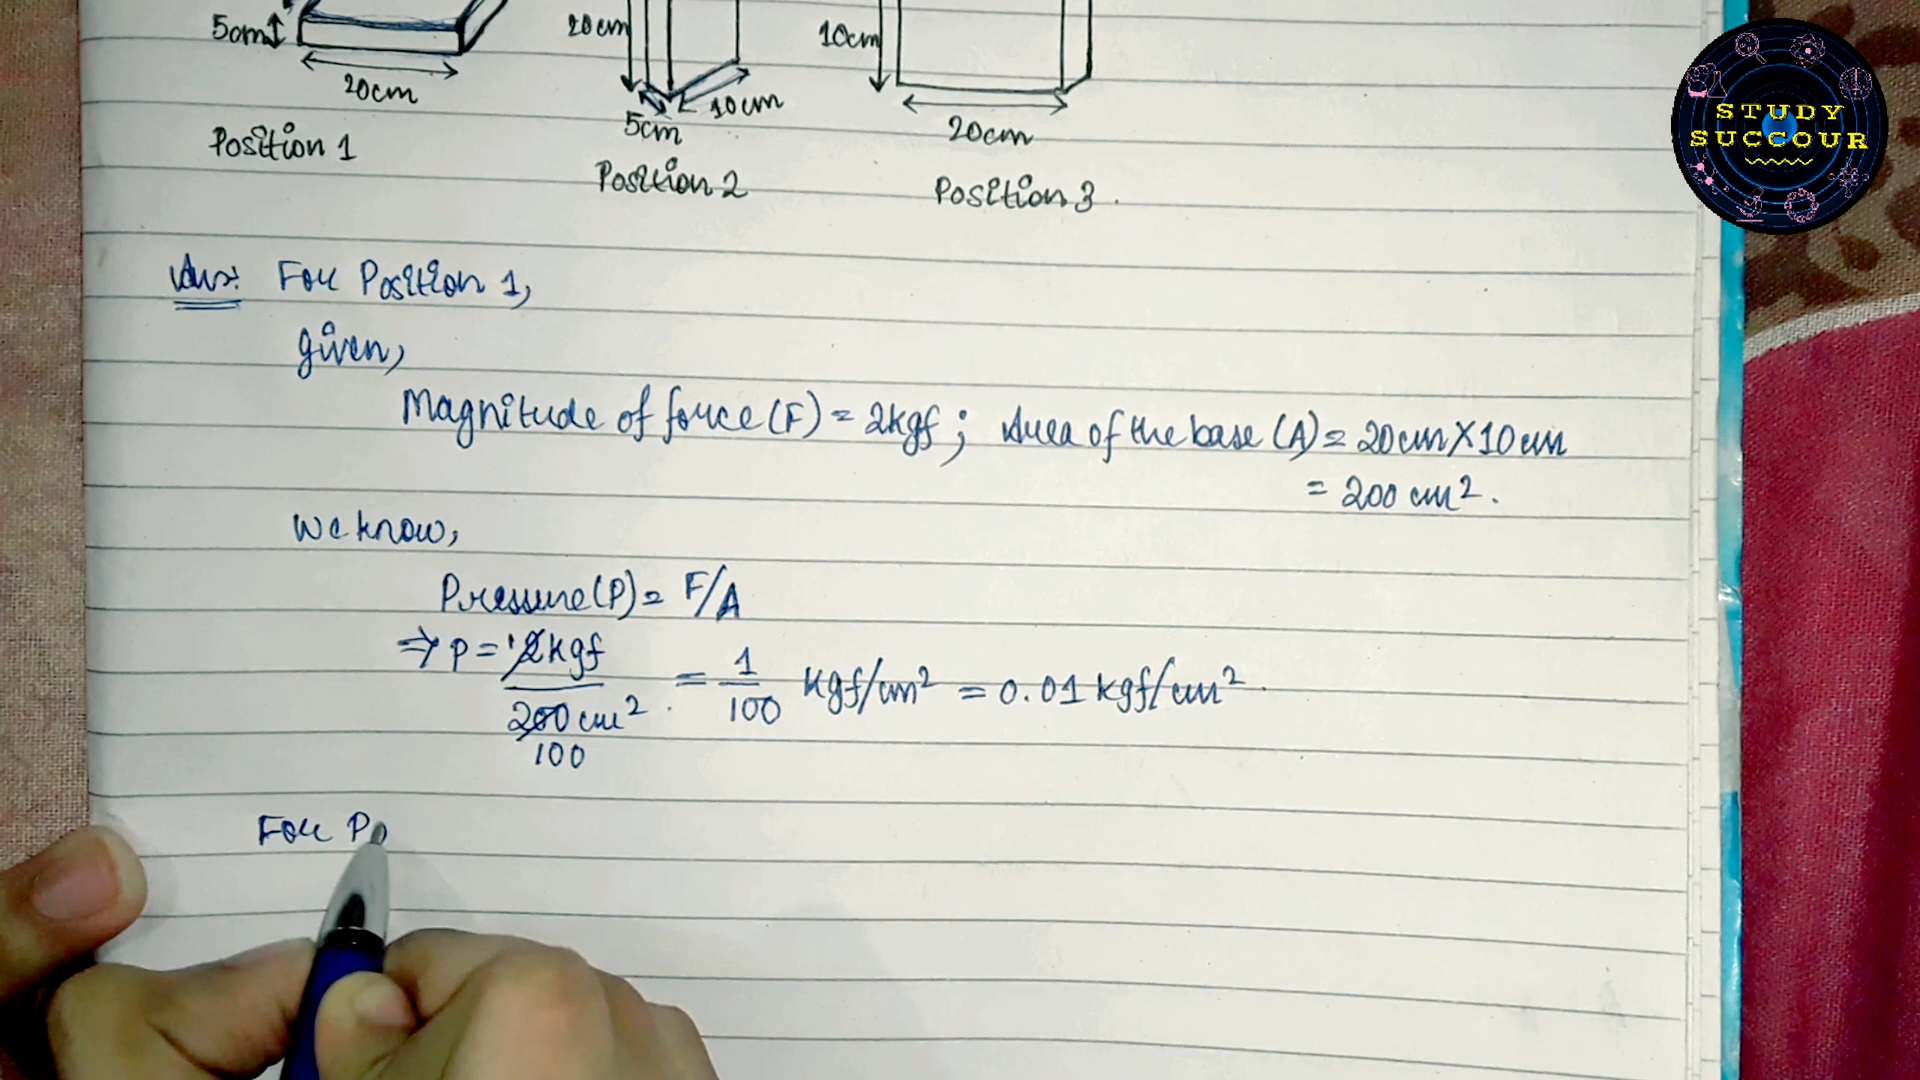 5cm
20cm
Position 1
20cm
5cm
10cm
Position 2
10cm
20cm
Position 3.
STUDY
SUCCOUR
Ans: For Position 1,
given,
Magnitude of force (F) = 2kgf; Area of the base (A) = 20cm X 10cm
= 200 cm².
We know,
Pressure (P) = F/A
⇒ P = 1 2kgf / 200 cm² 100 . = 1/100 kgf/cm² = 0.01 kgf/cm².
For Po